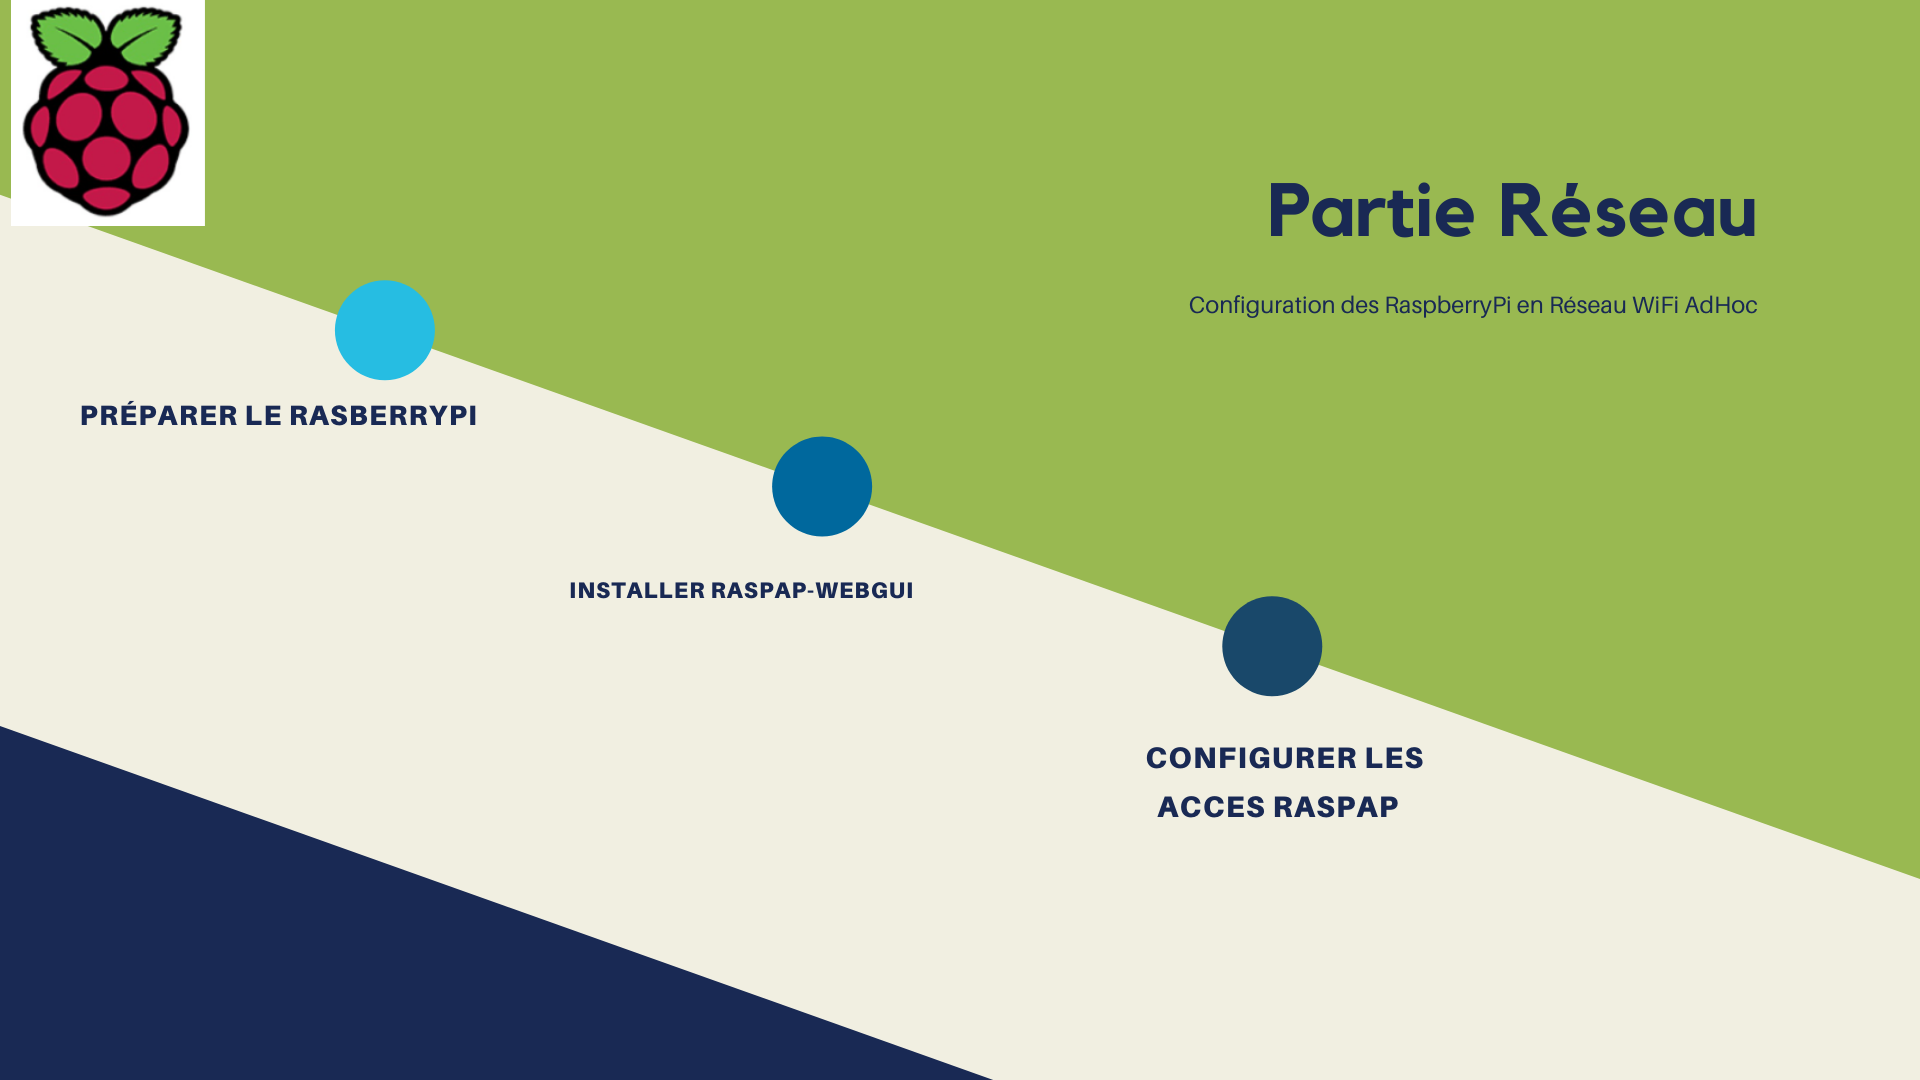 Partie Réseau
Configuration des RaspberryPi en Réseau WiFi AdHoc
PRÉPARER LE RASBERRYPI
INSTALLER RASPAP-WEBGUI
CONFIGURER LES
ACCES RASPAP